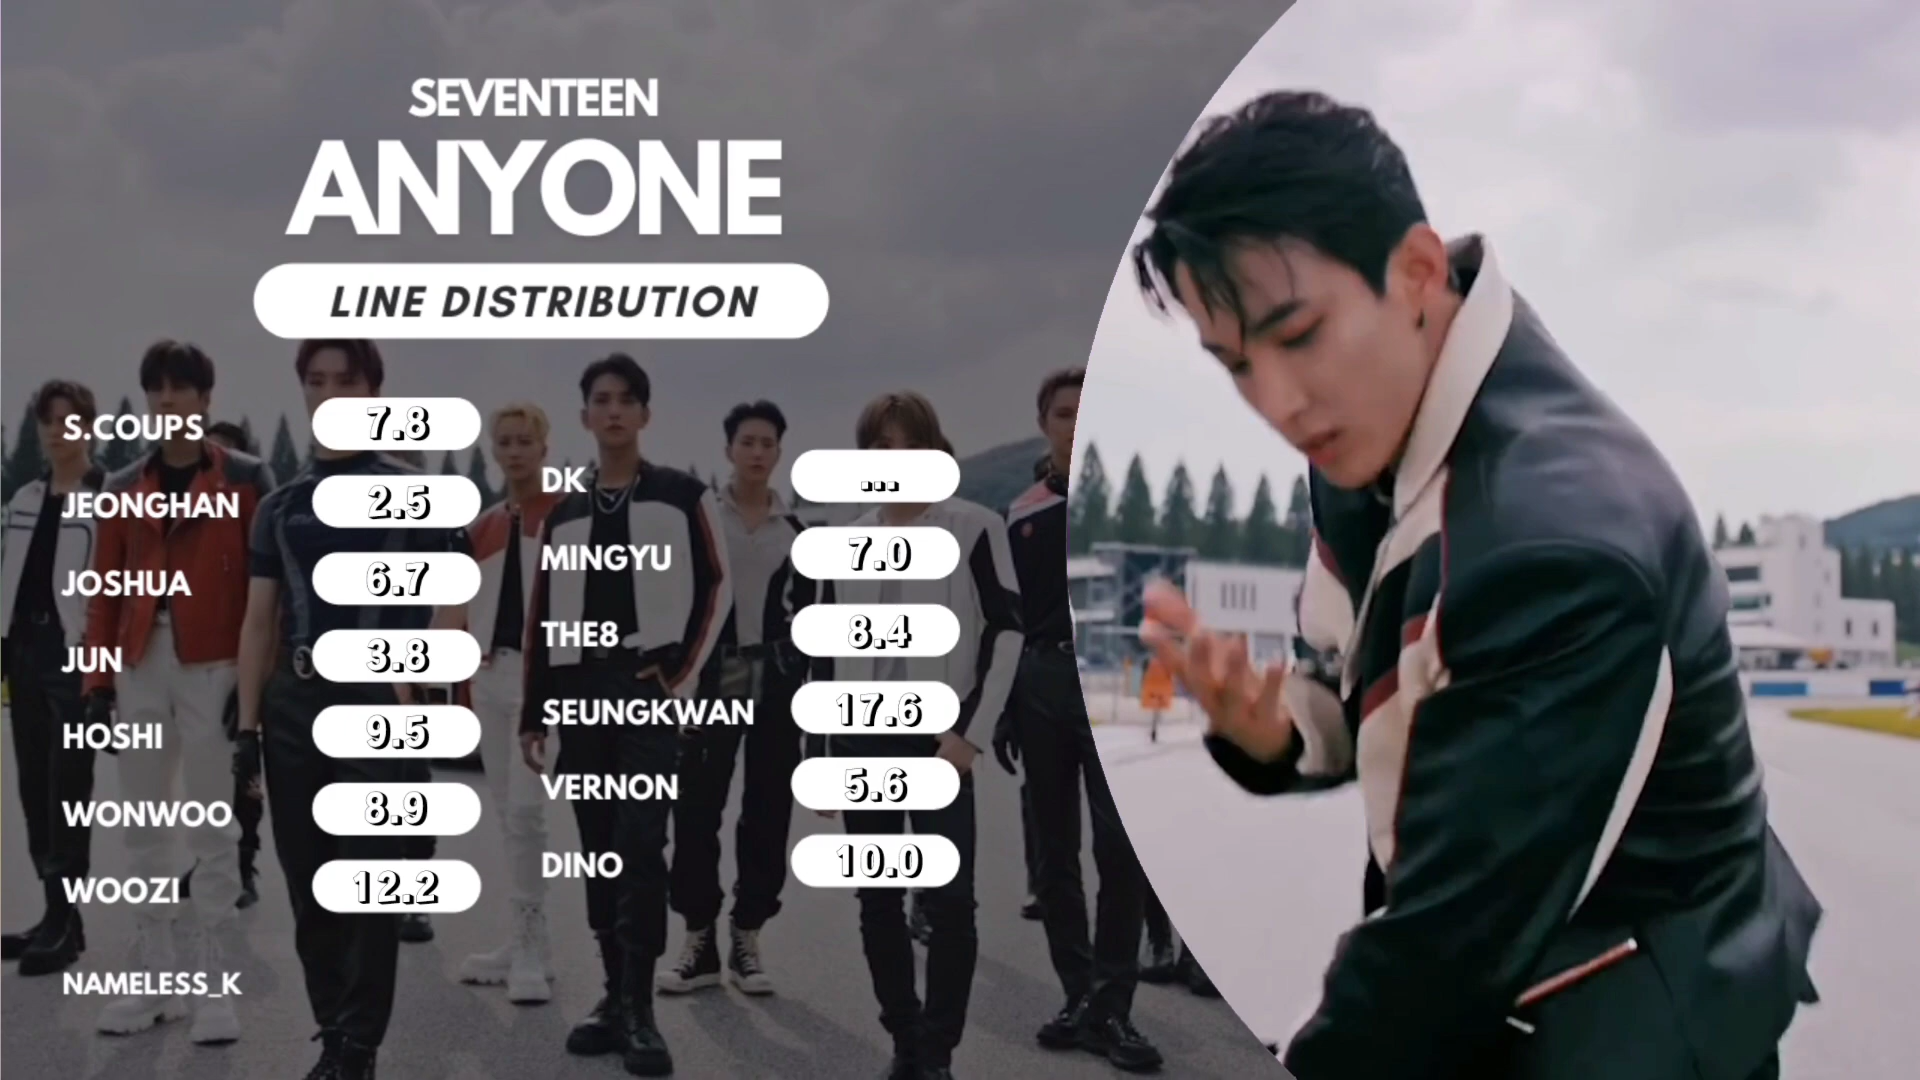 SEVENTEEN
ANYONE
LINE DISTRIBUTION
S.COUPS 7.8
JEONGHAN 2.5
JOSHUA 6.7
JUN 3.8
HOSHI 9.5
WONWOO 8.9
WOOZI 12.2
DK ...
MINGYU 7.0
THE8 8.4
SEUNGKWAN 17.6
VERNON 5.6
DINO 10.0
NAMELESS_K